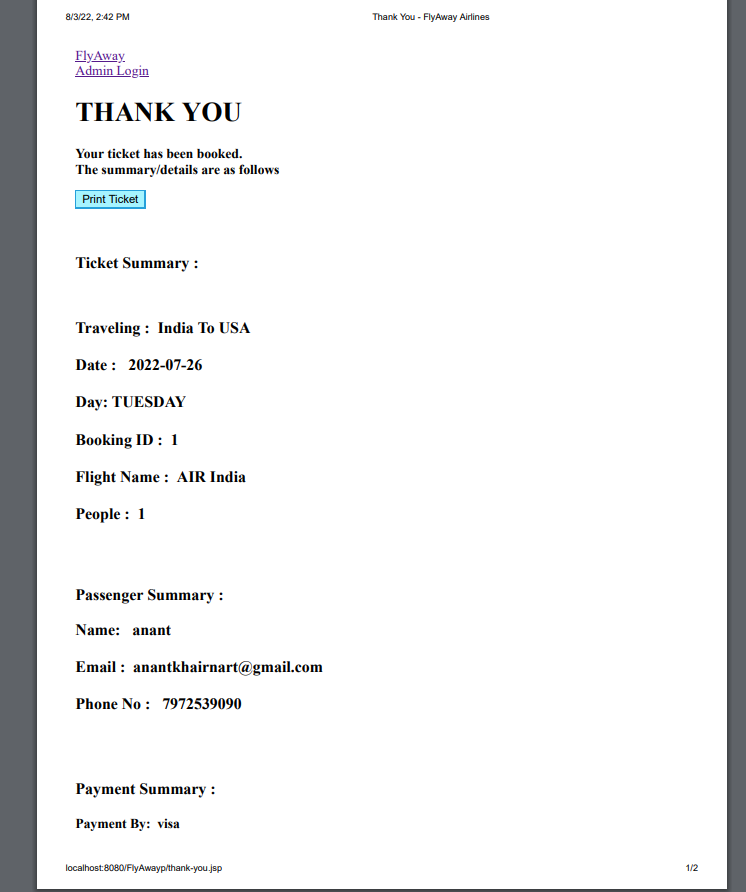 8/3/22, 2:42 PM Thank You - FlyAway Airlines
FlyAway
Admin Login
THANK YOU
Your ticket has been booked.
The summary/details are as follows
Print Ticket
Ticket Summary :
Traveling : India To USA
Date : 2022-07-26
Day: TUESDAY
Booking ID : 1
Flight Name : AIR India
People : 1
Passenger Summary :
Name: anant
Email : anantkhairnart@gmail.com
Phone No : 7972539090
Payment Summary :
Payment By: visa
localhost:8080/FlyAwayp/thank-you.jsp 1/2